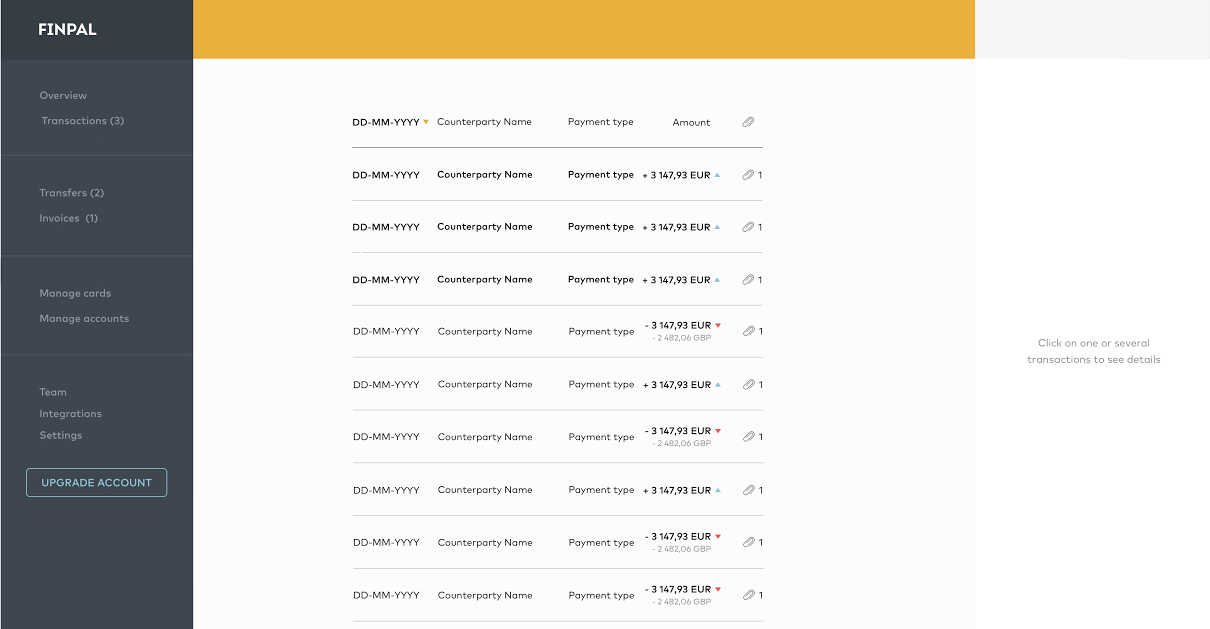 FINPAL
Overview
Transactions (3)
Transfers (2)
Invoices (1)
Manage cards
Manage accounts
Team
Integrations
Settings
UPGRADE ACCOUNT
DD-MM-YYYY Counterparty Name Payment type Amount
DD-MM-YYYY Counterparty Name Payment type + 3 147,93 EUR 1
DD-MM-YYYY Counterparty Name Payment type + 3 147,93 EUR 1
DD-MM-YYYY Counterparty Name Payment type + 3 147,93 EUR 1
DD-MM-YYYY Counterparty Name Payment type - 3 147,93 EUR 1
- 2 482,06 GBP
DD-MM-YYYY Counterparty Name Payment type + 3 147,93 EUR 1
DD-MM-YYYY Counterparty Name Payment type - 3 147,93 EUR 1
- 2 482,06 GBP
DD-MM-YYYY Counterparty Name Payment type + 3 147,93 EUR 1
DD-MM-YYYY Counterparty Name Payment type - 3 147,93 EUR 1
- 2 482,06 GBP
DD-MM-YYYY Counterparty Name Payment type - 3 147,93 EUR 1
- 2 482,06 GBP
Click on one or several
transactions to see details